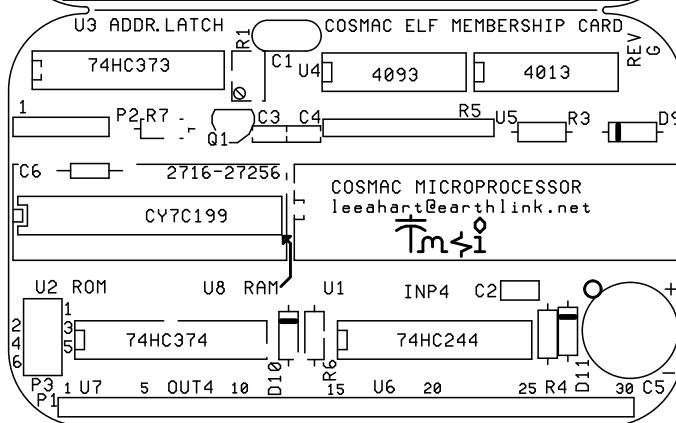 U3 ADDR.LATCH
R1
COSMAC ELF MEMBERSHIP CARD
REV G
74HC373
C1
U4
4093
4013
1
P2
R7
Q1
C3
C4
R5
U5
R3
D9
C6
2716-27256
COSMAC MICROPROCESSOR
leeahart@earthlink.net
CY7C199
U2 ROM
U8 RAM
U1
INP4
C2
+
1
2
3
4
5
6
74HC374
74HC244
D10
R6
D11
P3
1
U7
5
OUT4
10
15
U6
20
25
R4
30
C5
P1